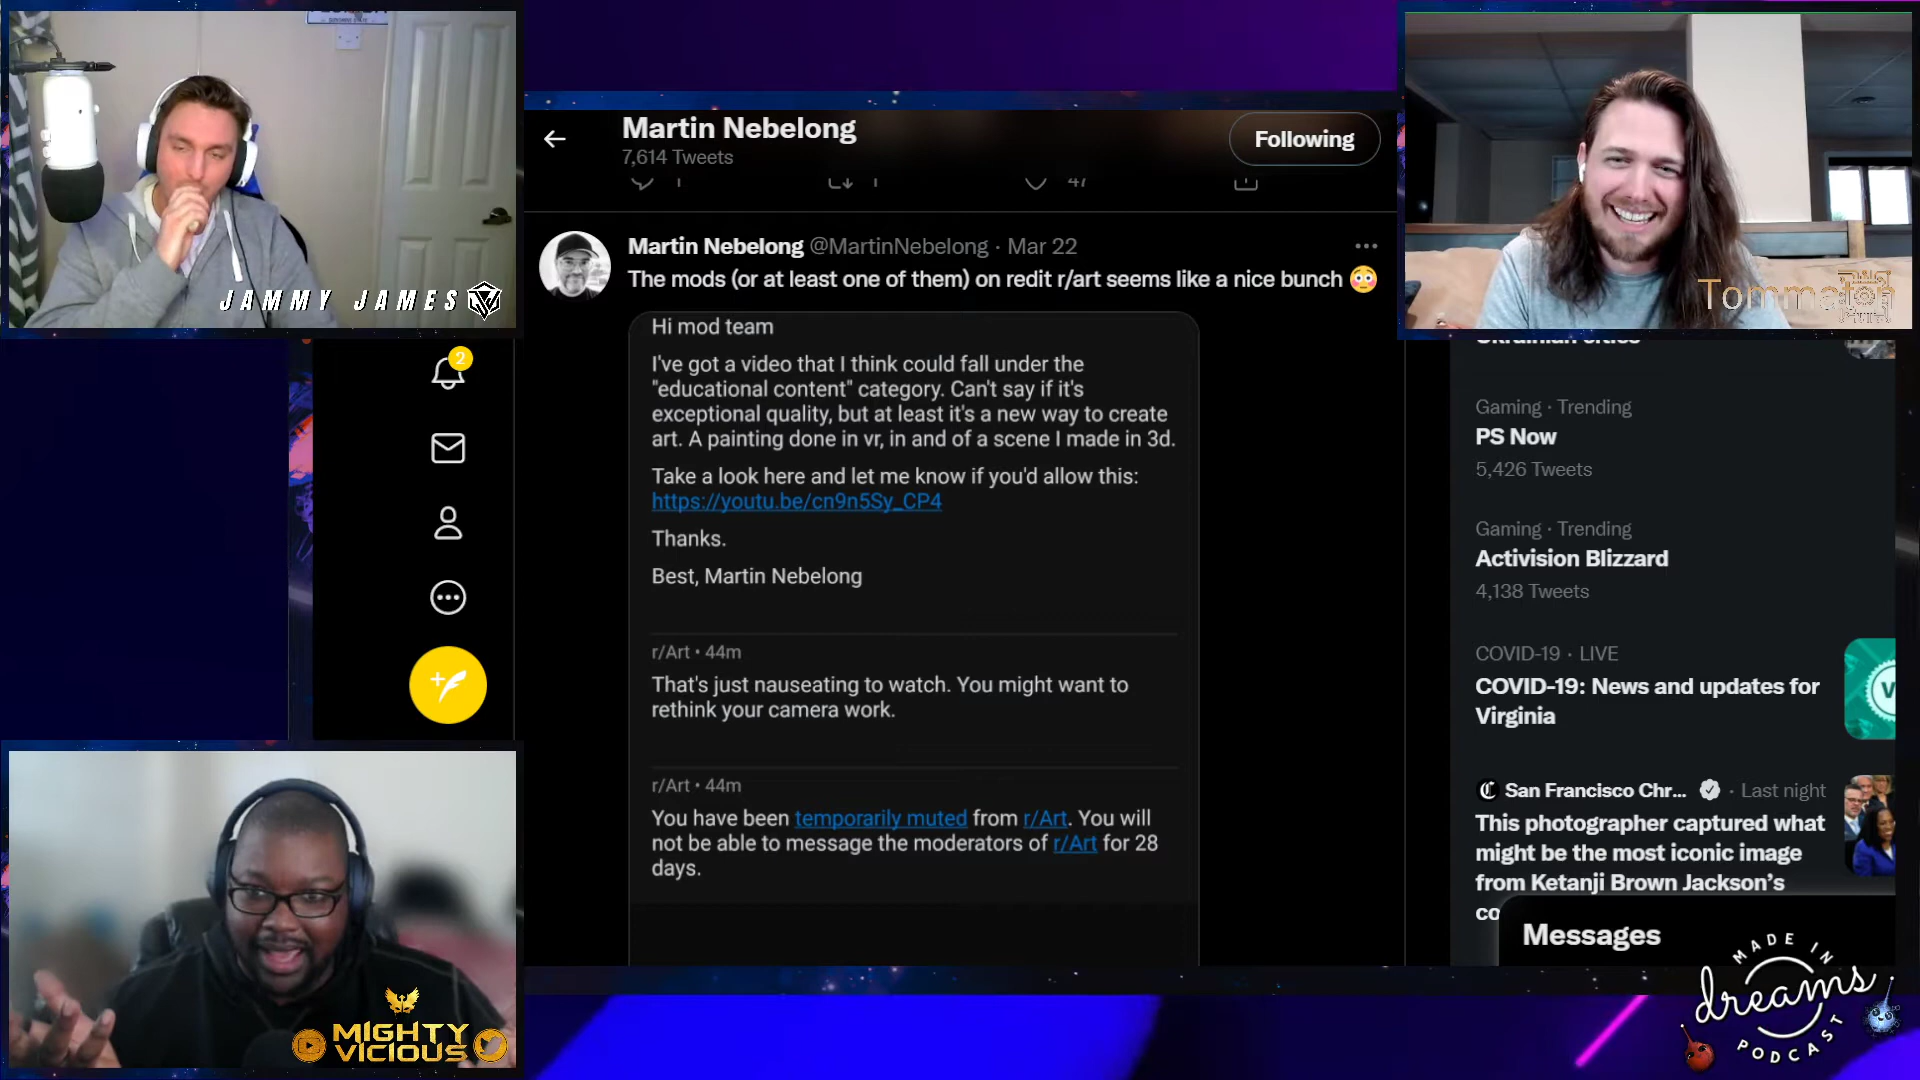 JAMMY JAMES
Martin Nebelong
7,614 Tweets
Following
1
1
47
Martin Nebelong @MartinNebelong · Mar 22
The mods (or at least one of them) on redit r/art seems like a nice bunch 😳
Hi mod team
I've got a video that I think could fall under the
"educational content" category. Can't say if it's
exceptional quality, but at least it's a new way to create
art. A painting done in vr, in and of a scene I made in 3d.
Take a look here and let me know if you'd allow this:
https://youtu.be/cn9n5Sy_CP4
Thanks.
Best, Martin Nebelong
r/Art • 44m
That's just nauseating to watch. You might want to
rethink your camera work.
r/Art • 44m
You have been temporarily muted from r/Art. You will
not be able to message the moderators of r/Art for 28
days.
2
Ukrainian cities
Gaming · Trending
PS Now
5,426 Tweets
Gaming · Trending
Activision Blizzard
4,138 Tweets
COVID-19 · LIVE
COVID-19: News and updates for
Virginia
San Francisco Chr... · Last night
This photographer captured what
might be the most iconic image
from Ketanji Brown Jackson's
co
Messages
MIGHTY
VICIOUS
MADE IN
dreams
PODCAST